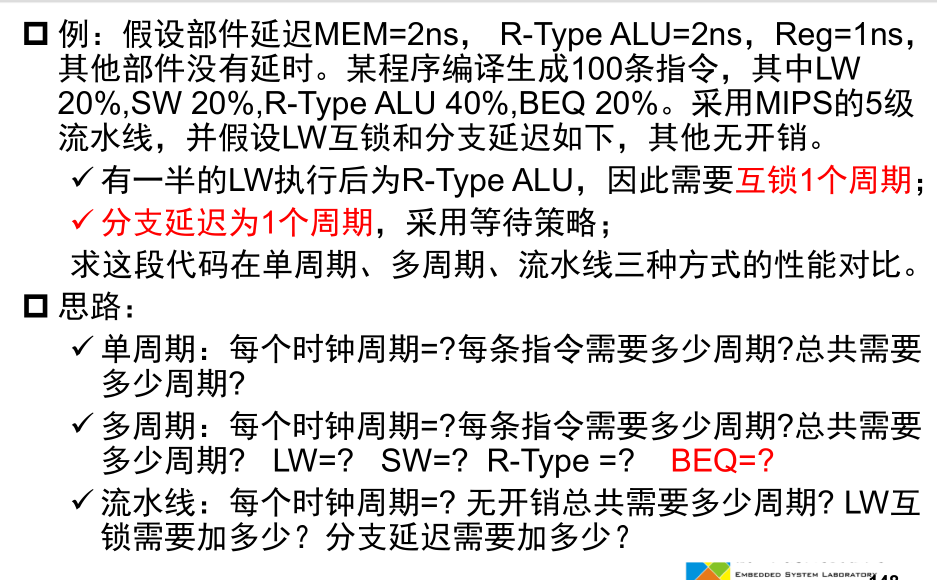 例：假设部件延迟MEM=2ns， R-Type ALU=2ns，Reg=1ns，
其他部件没有延时。某程序编译生成100条指令，其中LW
20%,SW 20%,R-Type ALU 40%,BEQ 20%。采用MIPS的5级
流水线，并假设LW互锁和分支延迟如下，其他无开销。
✓ 有一半的LW执行后为R-Type ALU，因此需要互锁1个周期；
✓ 分支延迟为1个周期，采用等待策略；
求这段代码在单周期、多周期、流水线三种方式的性能对比。
思路：
✓ 单周期：每个时钟周期=?每条指令需要多少周期?总共需要
多少周期?
✓ 多周期：每个时钟周期=?每条指令需要多少周期?总共需要
多少周期? LW=? SW=? R-Type =? BEQ=?
✓ 流水线：每个时钟周期=? 无开销总共需要多少周期? LW互
锁需要加多少？分支延迟需要加多少？
EMBEDDED SYSTEM LABORATORY